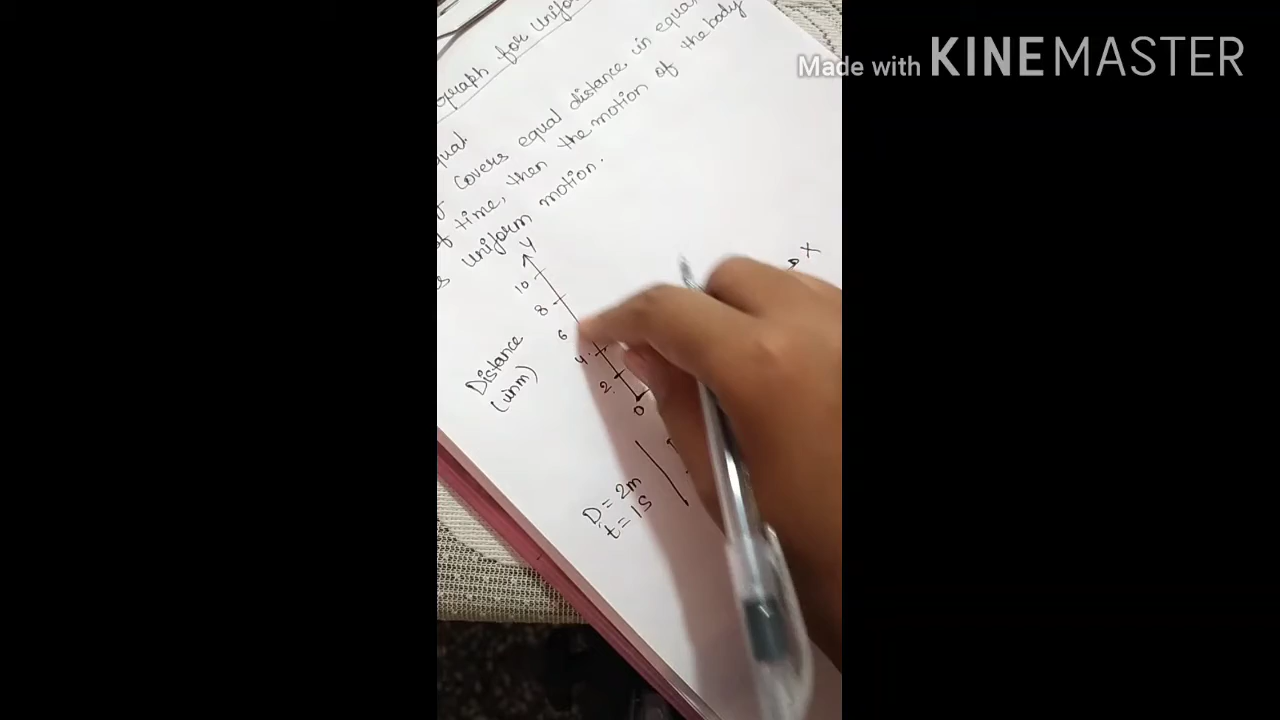 Made with KINEMASTER
Graph for Unifo
qual
covers equal distance in equa
of time, then the motion of the body
s uniform motion.
Y
10
8
6
4
2
0
X
Distance
(in m)
D = 2m
t = 1S